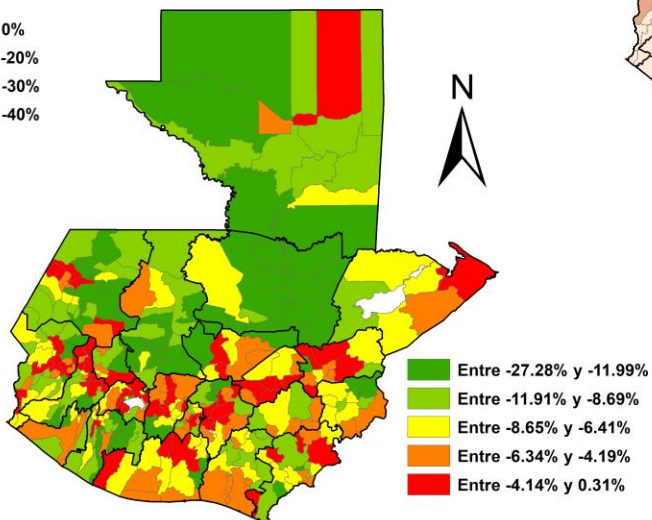 0%
-20%
-30%
-40%
N
Entre -27.28% y -11.99%
Entre -11.91% y -8.69%
Entre -8.65% y -6.41%
Entre -6.34% y -4.19%
Entre -4.14% y 0.31%